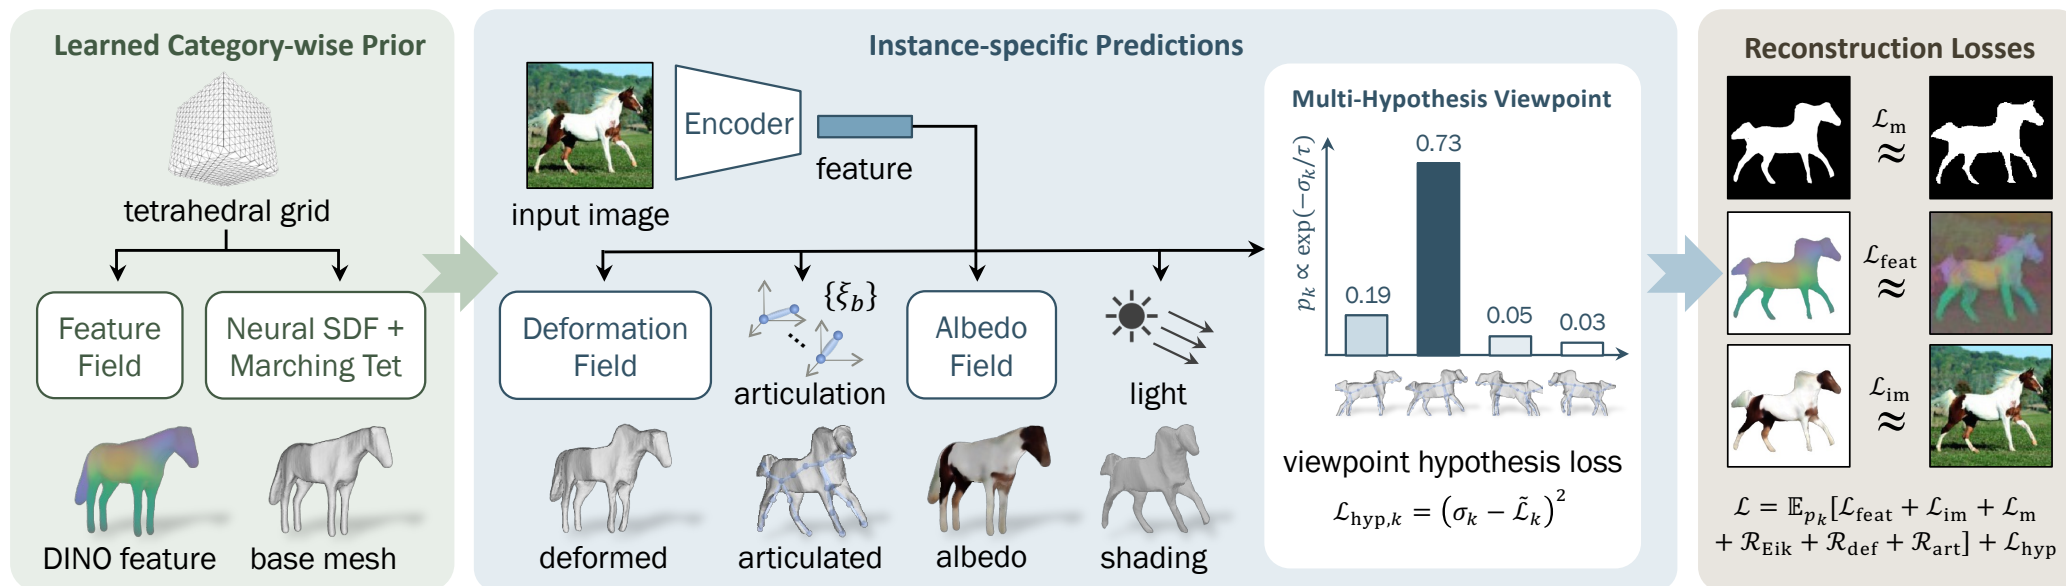 Learned Category-wise Prior
tetrahedral grid
Feature
Field
Neural SDF +
Marching Tet
DINO feature
base mesh
Instance-specific Predictions
input image
Encoder
feature
Deformation
Field
{ξ_b}
articulation
Albedo
Field
light
deformed
articulated
albedo
shading
Multi-Hypothesis Viewpoint
p_k ∝ exp(−σ_k/τ)
0.19
0.73
0.05
0.03
viewpoint hypothesis loss
ℒ_hyp,k = (σ_k − ℒ̃_k)²
Reconstruction Losses
ℒ_m
≈
ℒ_feat
≈
ℒ_im
≈
ℒ = 𝔼_{p_k}[ℒ_feat + ℒ_im + ℒ_m
+ ℛ_Eik + ℛ_def + ℛ_art] + ℒ_hyp